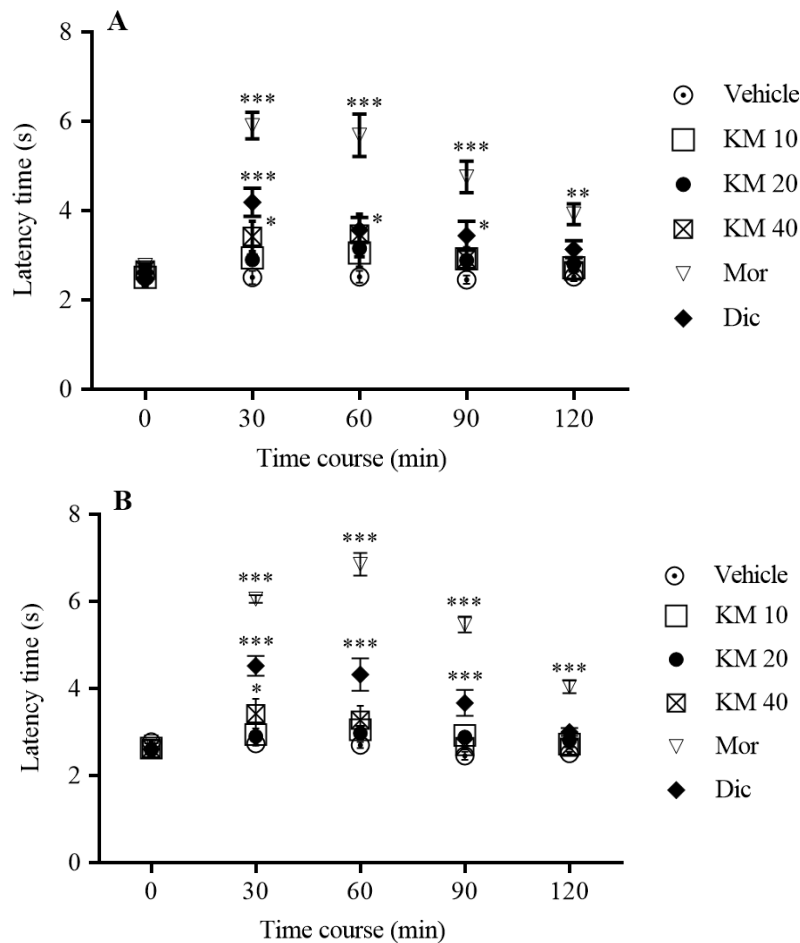 A
8
6
4
2
0
Latency time (s)
***
***
***
**
***
*
*
*
0 30 60 90 120
Time course (min)
Vehicle
KM 10
KM 20
KM 40
Mor
Dic
B
8
6
4
2
0
Latency time (s)
***
***
***
***
***
***
***
*
0 30 60 90 120
Time course (min)
Vehicle
KM 10
KM 20
KM 40
Mor
Dic